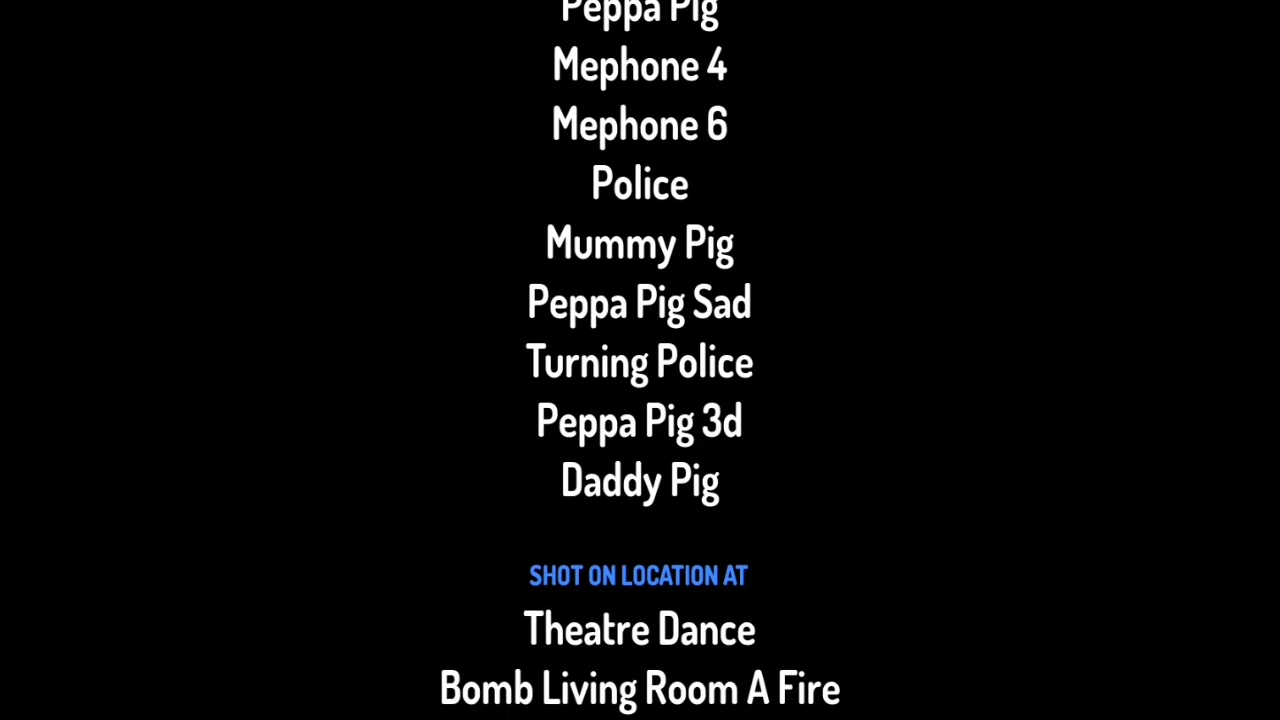 Peppa Pig
Mephone 4
Mephone 6
Police
Mummy Pig
Peppa Pig Sad
Turning Police
Peppa Pig 3d
Daddy Pig
SHOT ON LOCATION AT
Theatre Dance
Bomb Living Room A Fire